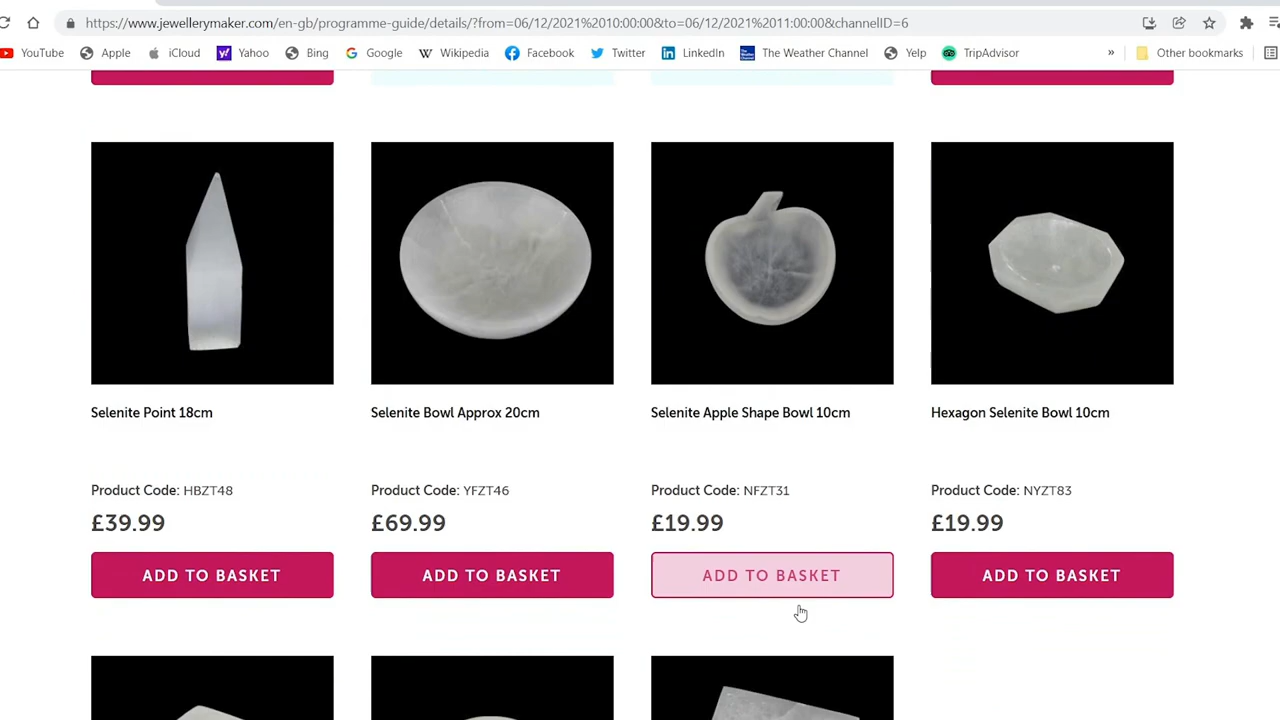 https://www.jewellerymaker.com/en-gb/programme-guide/details/?from=06/12/2021%2010:00:00&to=06/12/2021%2011:00:00&channelID=6
YouTube Apple iCloud Yahoo Bing Google Wikipedia Facebook Twitter LinkedIn The Weather Channel Yelp TripAdvisor » Other bookmarks
Selenite Point 18cm
Product Code: HBZT48
£39.99
ADD TO BASKET
Selenite Bowl Approx 20cm
Product Code: YFZT46
£69.99
ADD TO BASKET
Selenite Apple Shape Bowl 10cm
Product Code: NFZT31
£19.99
ADD TO BASKET
Hexagon Selenite Bowl 10cm
Product Code: NYZT83
£19.99
ADD TO BASKET